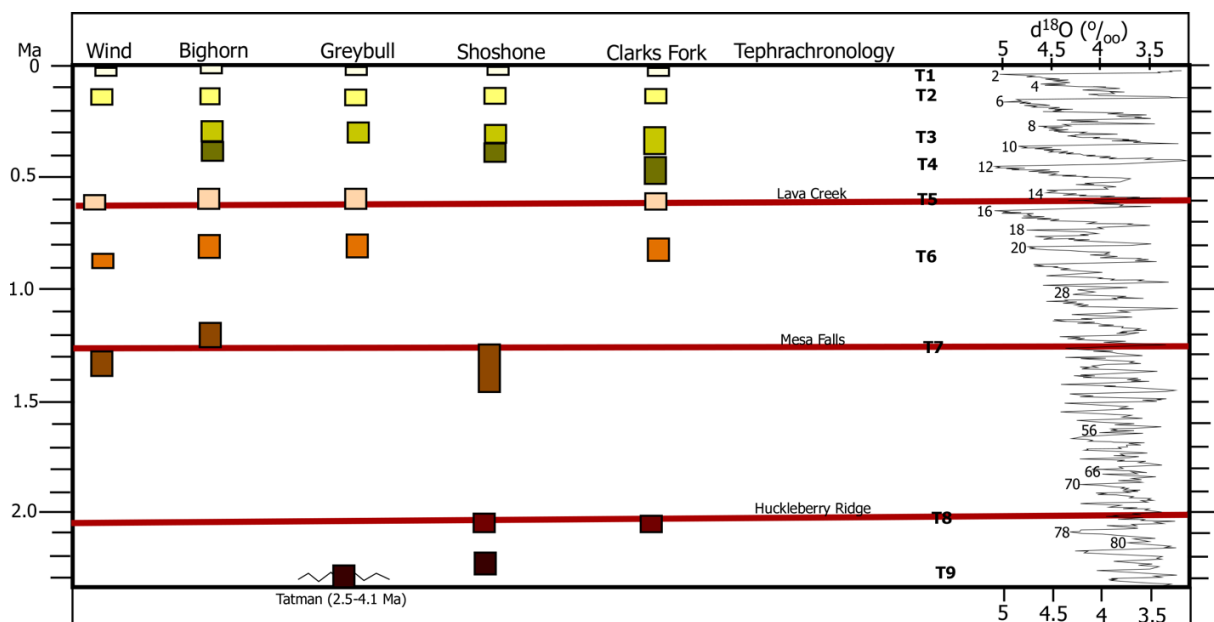 d¹⁸O (‰)
Ma Wind Bighorn Greybull Shoshone Clarks Fork Tephrachronology 5 4.5 4 3.5
0
T1 2
4
T2 6
T3 8
10
T4 12
0.5
Lava Creek T5 14
16
18
T6 20
1.0 28
Mesa Falls T7
1.5
56
66
70
2.0
Huckleberry Ridge T8
78
80
T9
Tatman (2.5-4.1 Ma)
5 4.5 4 3.5